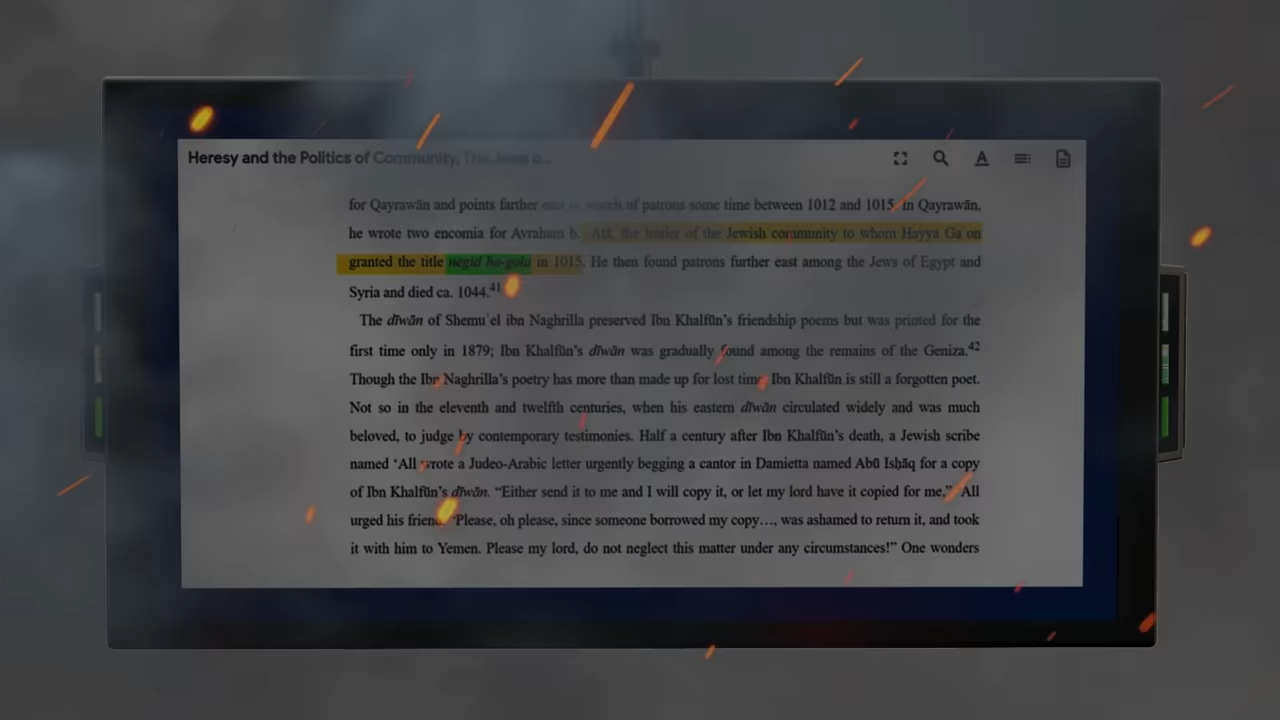 Heresy and the Politics of Community, The Jews o...
for Qayrawān and points farther east in search of patrons some time between 1012 and 1015. In Qayrawān,
he wrote two encomia for Avraham b. ʿAṭā, the leader of the Jewish community to whom Hayya Ga on
granted the title negid ha-gola in 1015. He then found patrons further east among the Jews of Egypt and
Syria and died ca. 1044.41
The dīwān of Shemuʾel ibn Naghrilla preserved Ibn Khalfūn’s friendship poems but was printed for the
first time only in 1879; Ibn Khalfūn’s dīwān was gradually found among the remains of the Geniza.42
Though the Ibn Naghrilla’s poetry has more than made up for lost time, Ibn Khalfūn is still a forgotten poet.
Not so in the eleventh and twelfth centuries, when his eastern dīwān circulated widely and was much
beloved, to judge by contemporary testimonies. Half a century after Ibn Khalfūn’s death, a Jewish scribe
named ʿAll wrote a Judeo-Arabic letter urgently begging a cantor in Damietta named Abū Isḥāq for a copy
of Ibn Khalfūn’s dīwān. “Either send it to me and I will copy it, or let my lord have it copied for me,” ʿAll
urged his friend. “Please, oh please, since someone borrowed my copy…, was ashamed to return it, and took
it with him to Yemen. Please my lord, do not neglect this matter under any circumstances!” One wonders